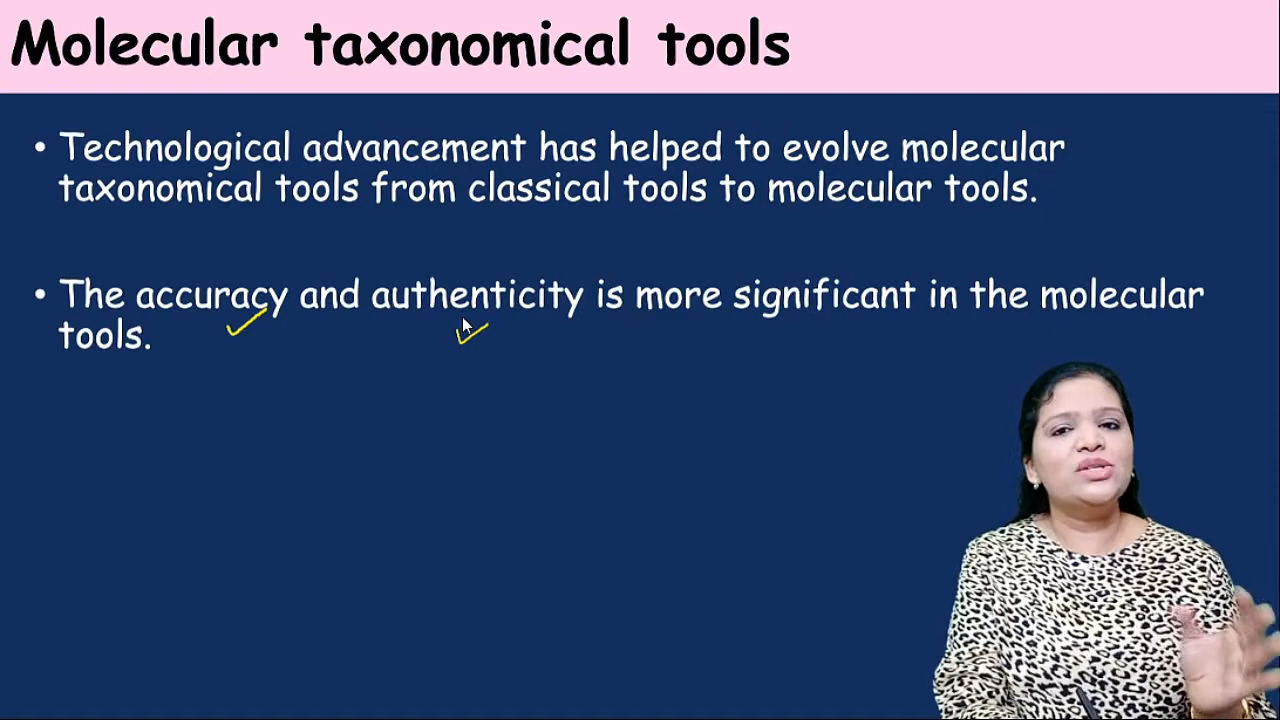 Molecular taxonomical tools
• Technological advancement has helped to evolve molecular
taxonomical tools from classical tools to molecular tools.
• The accuracy and authenticity is more significant in the molecular
tools.